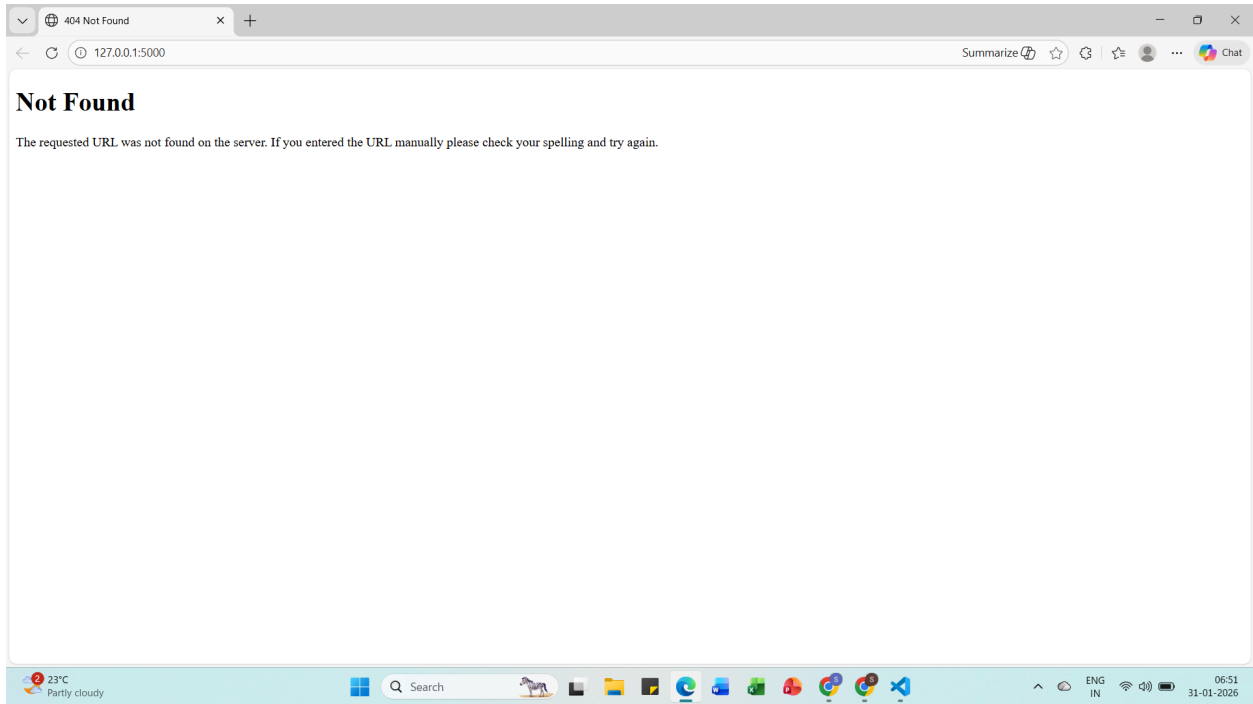 404 Not Found
127.0.0.1:5000
Summarize
Chat
Not Found
The requested URL was not found on the server. If you entered the URL manually please check your spelling and try again.
2
23°C
Partly cloudy
Search
ENG
IN
06:51
31-01-2026